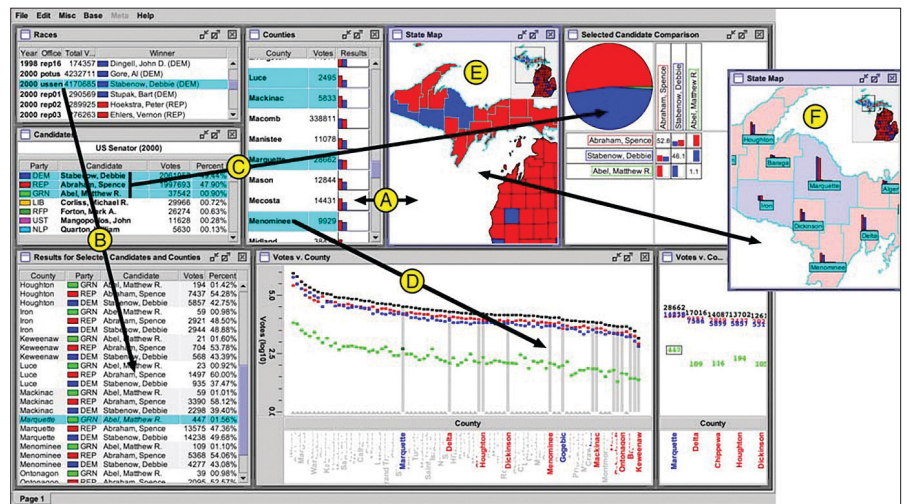 File Edit Misc Base Meta Help
Races
Year Office Total V... Winner
1998 rep16 174357 Dingell, John D. (DEM)
2000 potus 4232711 Gore, Al (DEM)
2000 ussen 4170685 Stabenow, Debbie (DEM)
2000 rep01 290569 Stupak, Bart (DEM)
2000 rep02 289925 Hoekstra, Peter (REP)
2000 rep03 276263 Ehlers, Vernon (REP)
US Senator (2000)
Party Candidate Votes Percent
DEM Stabenow, Debbie
REP Abraham, Spence 1997693 47.90%
GRN Abel, Matthew R. 37542 00.90%
LIB Corliss, Michael R. 29966 00.72%
RFP Forton, Mark A. 26274 00.63%
UST Mangopoulos, John 11628 00.28%
NLP Quarton, William 5630 00.13%
Counties
County Votes Results
Luce 2495
Mackinac 5833
Macomb 338811
Manistee 11078
Marquette 28662
Mason 12844
Mecosta 14431
Menominee 9929
Midland
State Map
Selected Candidate Comparison
Abraham, Spence
Stabenow, Debbie
Abel, Matthew R.
Abraham, Spence 52.8
Stabenow, Debbie 48.1
Abel, Matthew R. 1.1
State Map
Houghton
Baraga
Marquette
Alger
Iron
Dickinson
Delta
Menominee
A
B
C
D
E
F
Results for Selected Candidates and Counties
County Party Candidate Votes Percent
Houghton GRN Abel, Matthew R. 194 01.42%
Houghton REP Abraham, Spence 7437 54.28%
Houghton DEM Stabenow, Debbie 5857 42.75%
Iron GRN Abel, Matthew R. 59 00.98%
Iron REP Abraham, Spence 2921 48.50%
Iron DEM Stabenow, Debbie 2944 48.88%
Keweenaw GRN Abel, Matthew R. 21 01.60%
Keweenaw REP Abraham, Spence 704 53.78%
Keweenaw DEM Stabenow, Debbie 568 43.39%
Luce GRN Abel, Matthew R. 23 00.92%
Luce REP Abraham, Spence 1497 60.00%
Luce DEM Stabenow, Debbie 935 37.47%
Mackinac GRN Abel, Matthew R. 59 01.01%
Mackinac REP Abraham, Spence 3390 58.12%
Mackinac DEM Stabenow, Debbie 2298 39.40%
Marquette GRN Abel, Matthew R. 447 01.56%
Marquette REP Abraham, Spence 13575 47.36%
Marquette DEM Stabenow, Debbie 14238 49.68%
Menominee GRN Abel, Matthew R. 109 01.10%
Menominee REP Abraham, Spence 5368 54.06%
Menominee DEM Stabenow, Debbie 4277 43.08%
Ontonagon GRN Abel, Matthew R. 39 00.98%
Ontonagon REP Abraham, Spence 2095 52.57%
Votes v. County
Votes (log10)
5.0
2.5
0.0
County
Marquette
Delta
Houghton
Dickinson
Menominee
Gogebic
Mackinac
Ontonagon
Keweenaw
Votes v. Co...
28662 17016 14087 13702
109 136 194
County
Marquette
Delta
Chippewa
Houghton
Dickinson
Page 1